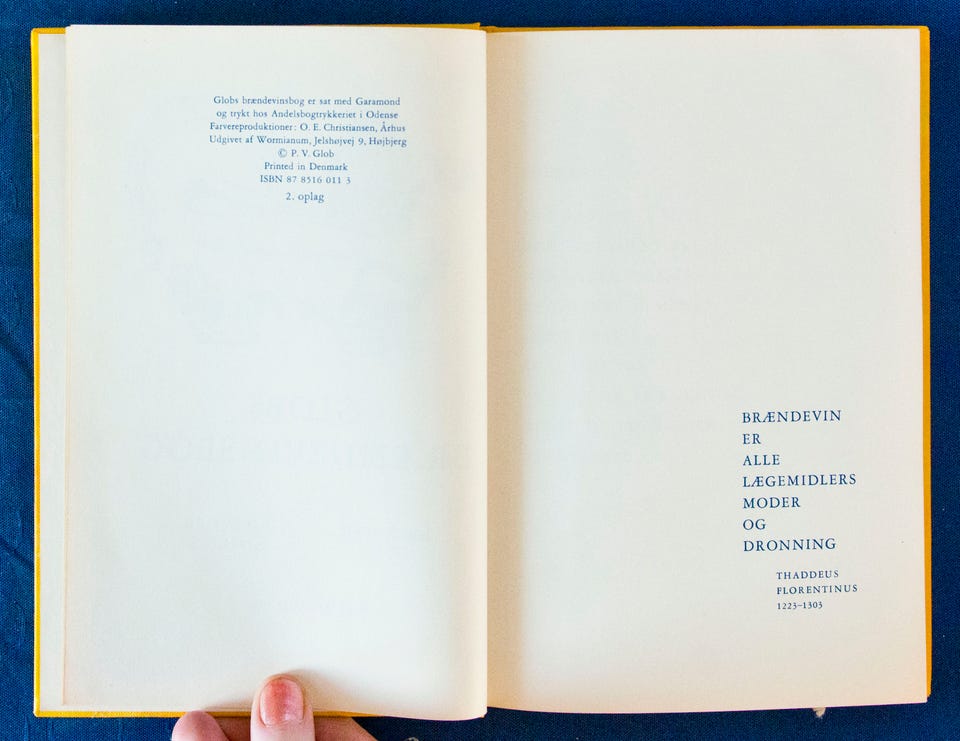 Globs brændevinsbog er sat med Garamond
og trykt hos Andelsbogtrykkeriet i Odense
Farvereproduktioner: O. E. Christiansen, Århus
Udgivet af Wormianum, Jelshøjvej 9, Højbjerg
© P. V. Glob
Printed in Denmark
ISBN 87 8516 011 3
2. oplag
BRÆNDEVIN
ER
ALLE
LÆGEMIDLERS
MODER
OG
DRONNING
THADDEUS
FLORENTINUS
1223–1303